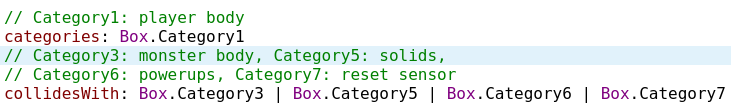 // Category1: player body
categories: Box.Category1
// Category3: monster body, Category5: solids,
// Category6: powerups, Category7: reset sensor
collidesWith: Box.Category3 | Box.Category5 | Box.Category6 | Box.Category7